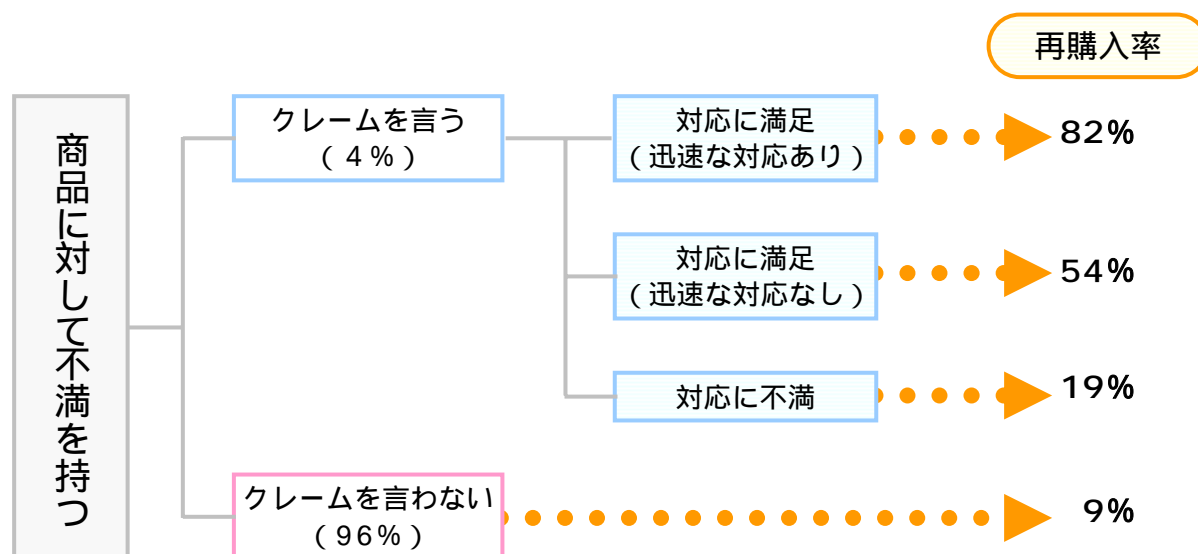 再購入率
商品に対して不満を持つ
クレームを言う
（４％）
対応に満足
（迅速な対応あり）
82%
対応に満足
（迅速な対応なし）
54%
対応に不満
19%
クレームを言わない
（96％）
9%